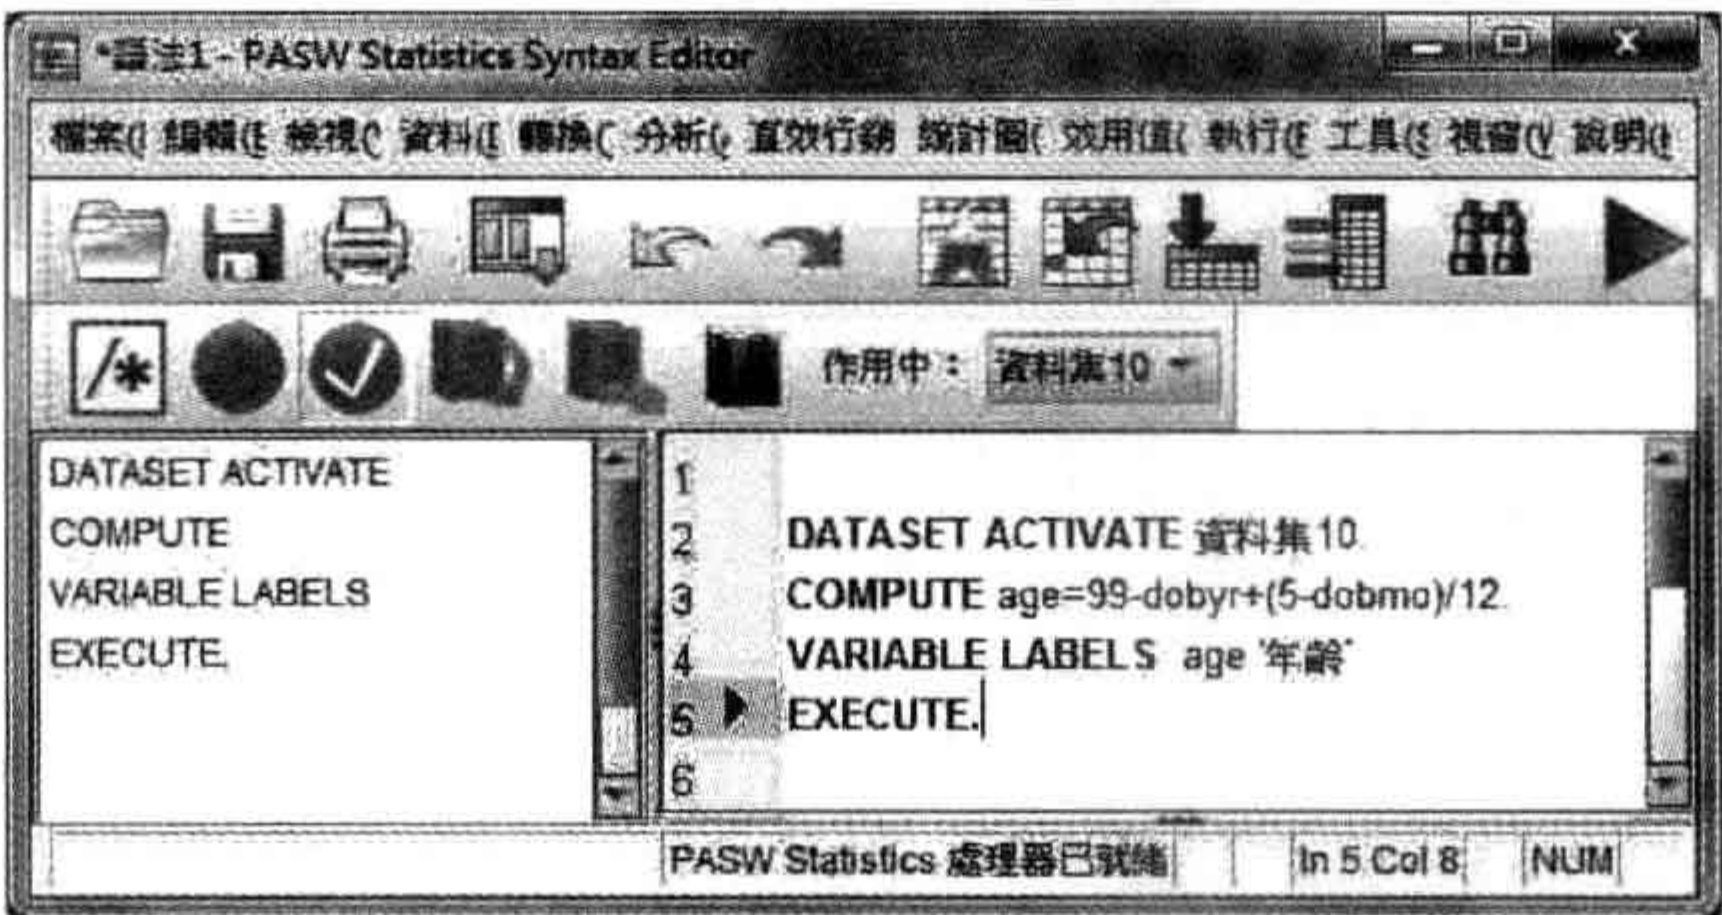 *語法1 - PASW Statistics Syntax Editor
檔案( 編輯(E 檢視( 資料( 轉換( 分析( 直效行銷 統計圖( 效用值( 執行( 工具( 視窗( 說明(
/*
作用中： 資料集10
DATASET ACTIVATE
COMPUTE
VARIABLE LABELS
EXECUTE.
1
2 DATASET ACTIVATE 資料集10.
3 COMPUTE age=99-dobyr+(5-dobmo)/12.
4 VARIABLE LABELS age '年齡'
5 EXECUTE.
6
PASW Statistics 處理器已就緒 In 5 Col 8 NUM